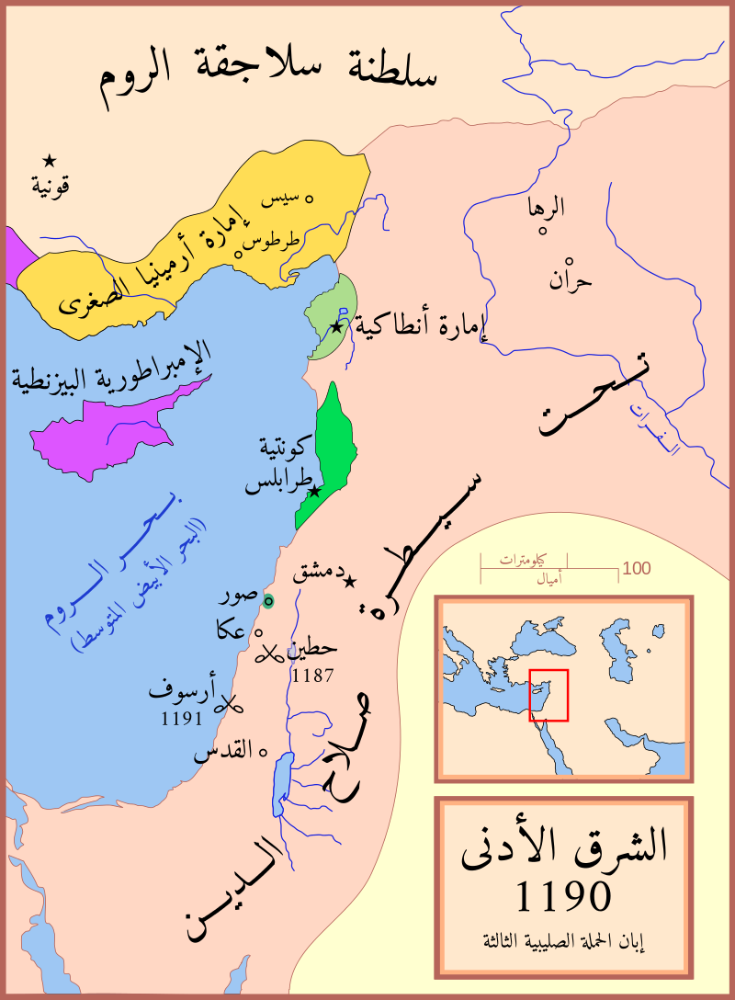 سلطنة سلاجقة الروم
قونية
سيس
طرطوس
إمارة أرمينيا الصغرى
الرها
حران
إمارة أنطاكية
الإمبراطورية البيزنطية
تحت
سيطرة
صلاح
الدين
الفرات
كونتية
طرابلس
بحر الروم
(البحر الأبيض المتوسط)
دمشق
صور
عكا
حطين
1187
أرسوف
1191
القدس
كيلومترات
أميال
100
الشرق الأدنى
1190
إبان الحملة الصليبية الثالثة